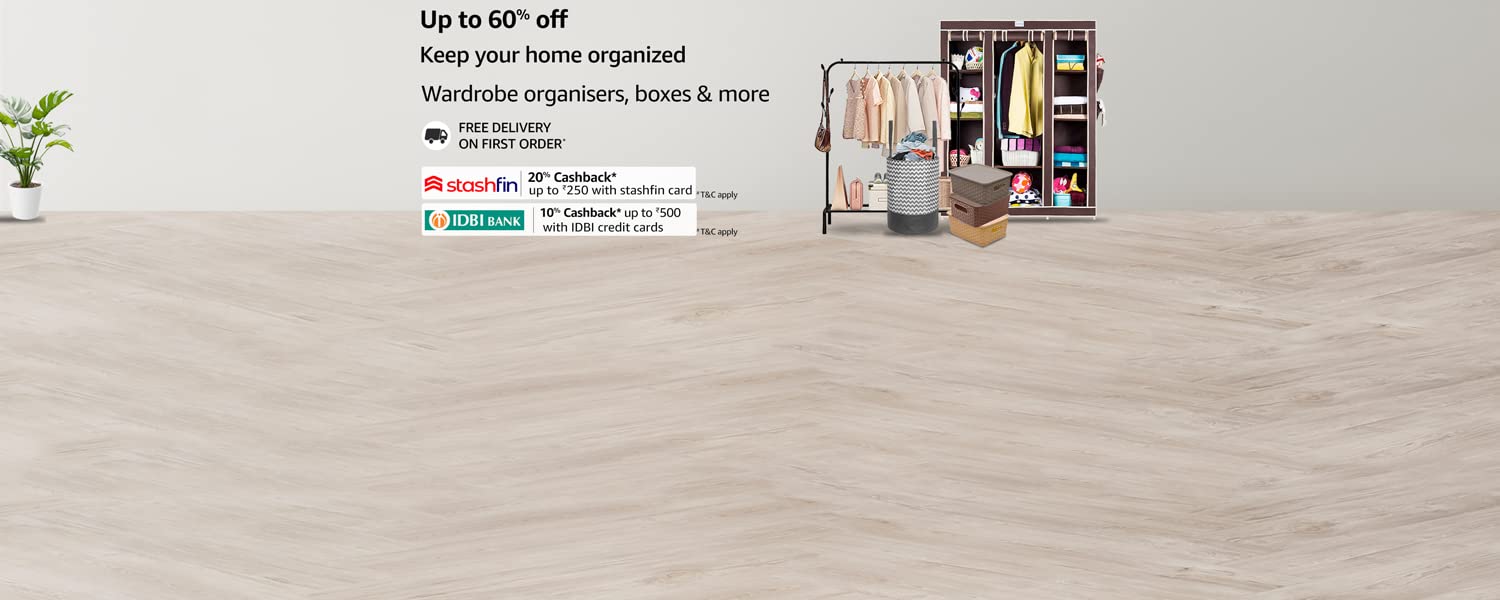 Up to 60% off
Keep your home organized
Wardrobe organisers, boxes & more
FREE DELIVERY
ON FIRST ORDER*
stashfin
20% Cashback*
up to ₹250 with stashfin card
*T&C apply
IDBI BANK
10% Cashback* up to ₹500
with IDBI credit cards
*T&C apply